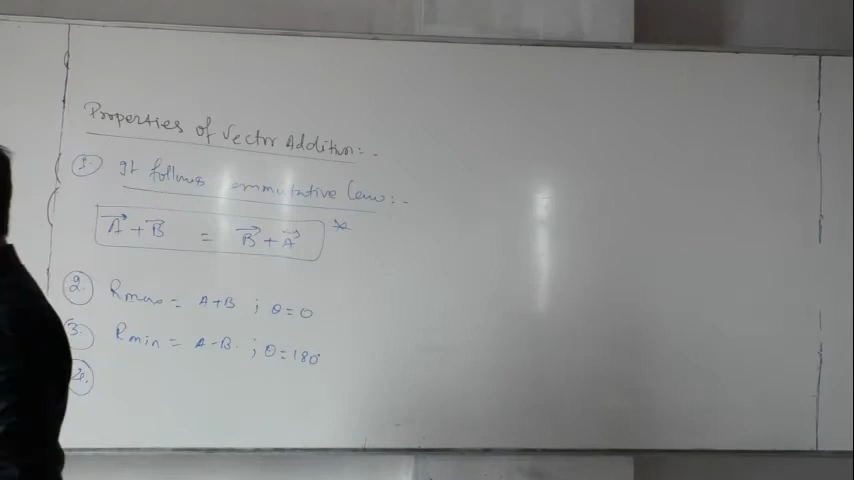 Properties of Vector Addition:-
1. It follows commutative law:-
A⃗ + B⃗ = B⃗ + A⃗ *
2. Rmax = A+B ; θ=0
3. Rmin = A-B. ; θ=180°
4.